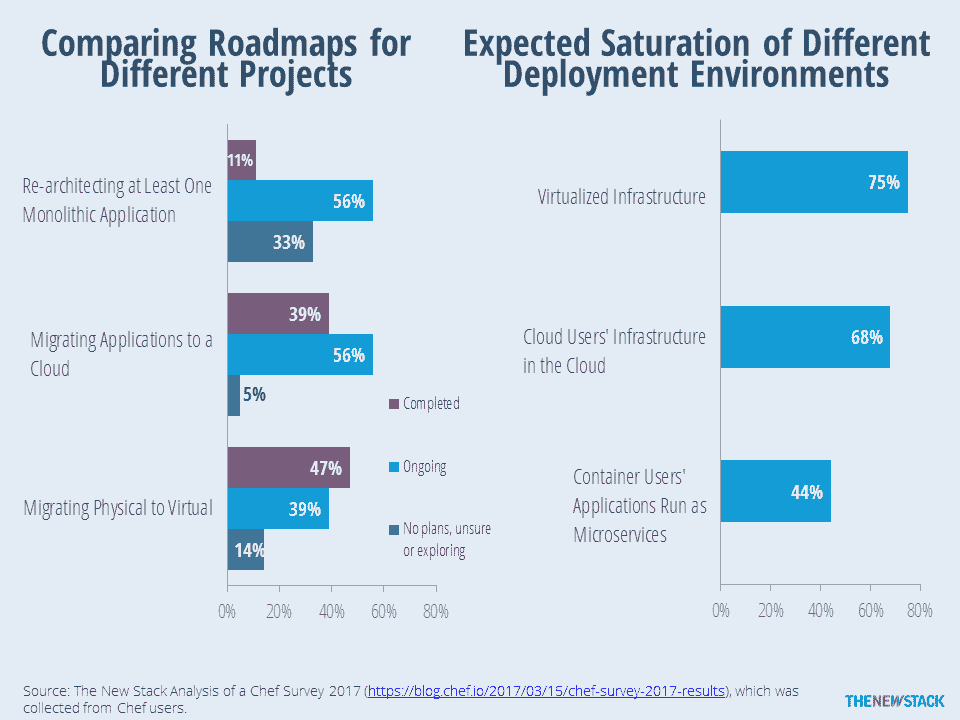 Comparing Roadmaps for
Different Projects
Re-architecting at Least One
Monolithic Application
11%
56%
33%
Migrating Applications to a
Cloud
39%
56%
5%
Migrating Physical to Virtual
47%
39%
14%
Completed
Ongoing
No plans, unsure
or exploring
0% 20% 40% 60% 80%
Expected Saturation of Different
Deployment Environments
Virtualized Infrastructure
75%
Cloud Users' Infrastructure
in the Cloud
68%
Container Users'
Applications Run as
Microservices
44%
0% 20% 40% 60% 80%
Source: The New Stack Analysis of a Chef Survey 2017 (https://blog.chef.io/2017/03/15/chef-survey-2017-results), which was
collected from Chef users.
THENEWSTACK